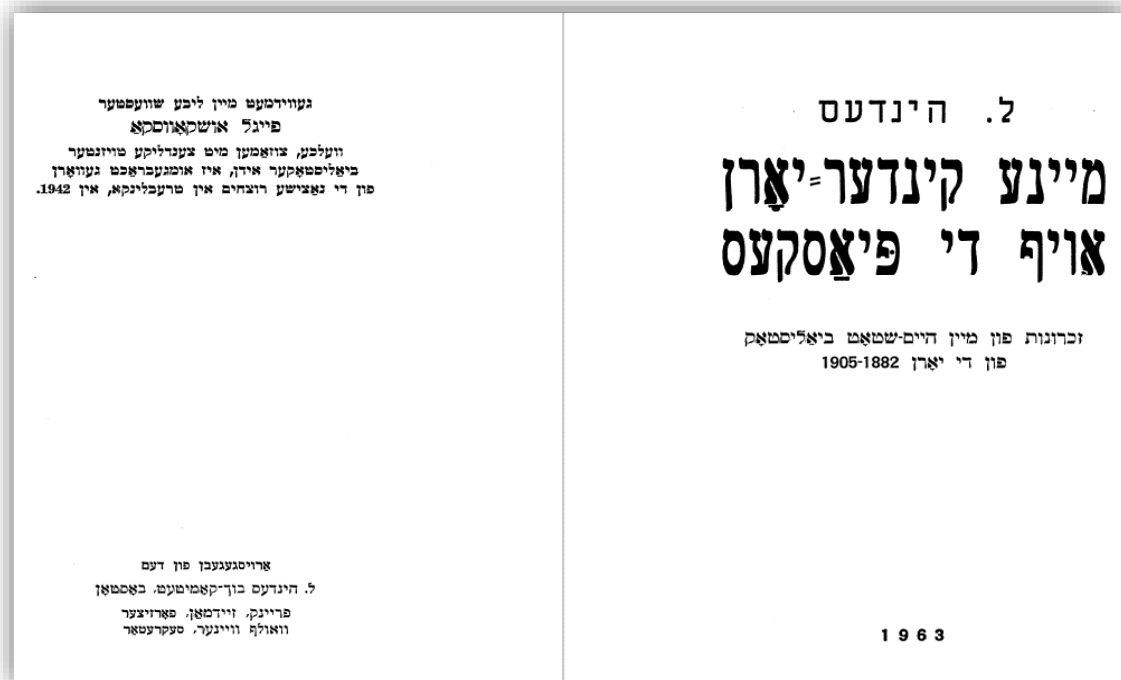 ל. הינדעס
מיינע קינדער=יאָרן
אויף די פּיאַסקעס
זכרונות פון מיין היים-שטאָט ביאַליסטאָק
פון די יאָרן 1905-1882
1963
געווידמעט מיין ליבע שוועסטער
פייגל אושקאָווסקאַ
וועלכע, צוזאַמען מיט צענדליקע טויזנטער
ביאַליסטאָקער אידן, איז אומגעבראַכט געוואָרן
פון די נאַצישע רוצחים אין טרעבלינקא, אין 1942.
אַרויסגעגעבן פון דעם
ל. הינדעס בוך-קאָמיטעט, באָסטאָן
פריינק, זיידמאַן, פאָרזיצער
וואולף וויינער, סעקרעטאַר